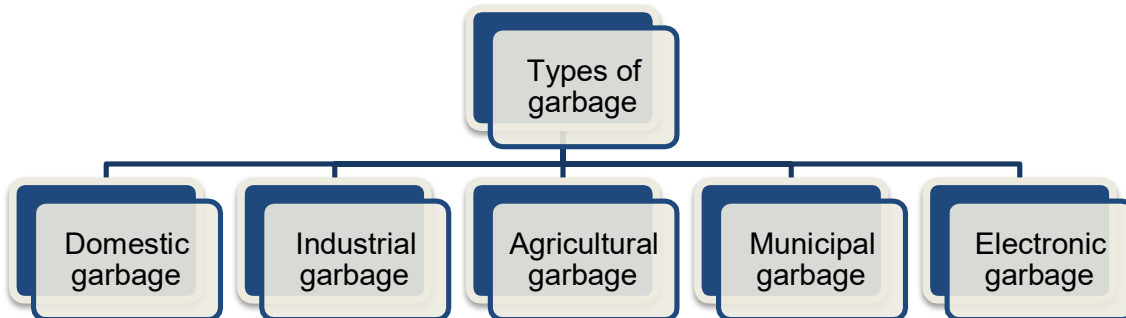 Types of
garbage
Domestic
garbage
Industrial
garbage
Agricultural
garbage
Municipal
garbage
Electronic
garbage